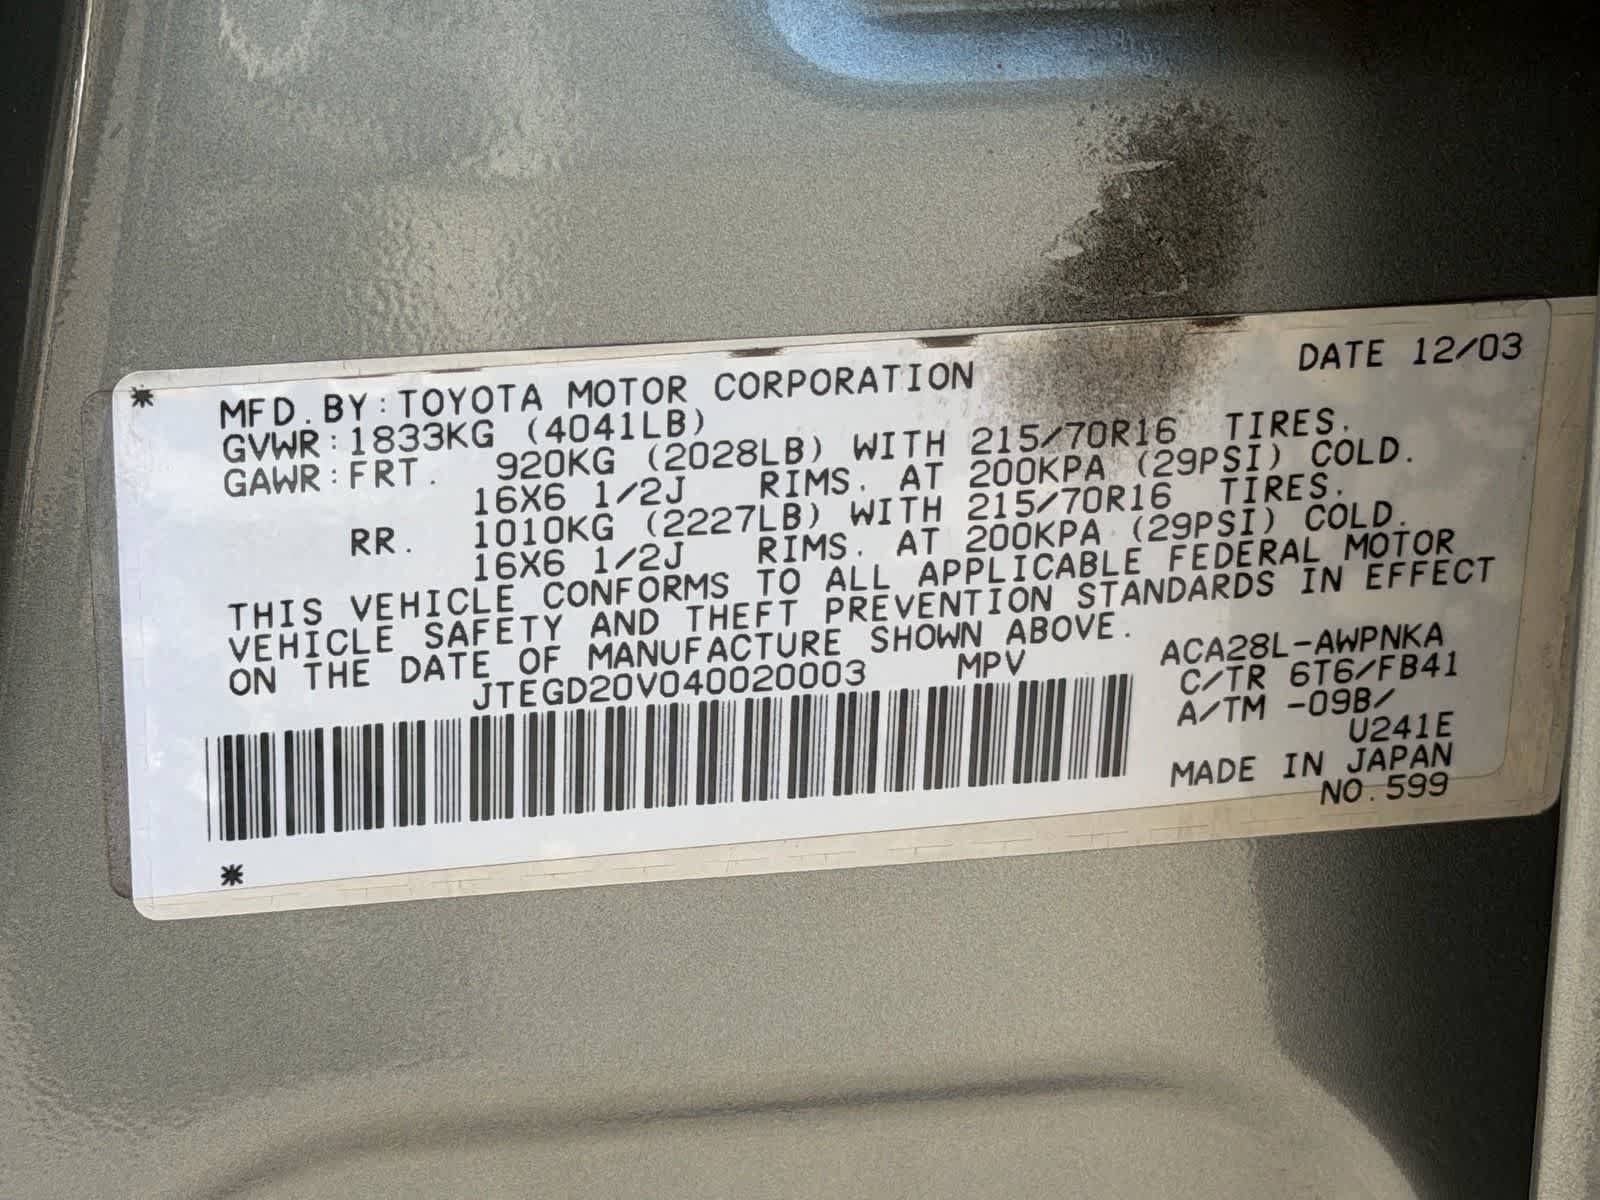 DATE 12/03
MFD.BY:TOYOTA MOTOR CORPORATION
GVWR:1833KG (4041LB)
GAWR:FRT. 920KG (2028LB) WITH 215/70R16 TIRES.
16X6 1/2J RIMS. AT 200KPA (29PSI) COLD.
RR. 1010KG (2227LB) WITH 215/70R16 TIRES.
16X6 1/2J RIMS. AT 200KPA (29PSI) COLD.
THIS VEHICLE CONFORMS TO ALL APPLICABLE FEDERAL MOTOR
VEHICLE SAFETY AND THEFT PREVENTION STANDARDS IN EFFECT
ON THE DATE OF MANUFACTURE SHOWN ABOVE.
JTEGD20V040020003 MPV
ACA28L-AWPNKA
C/TR 6T6/FB41
A/TM -09B/
U241E
MADE IN JAPAN
NO.599